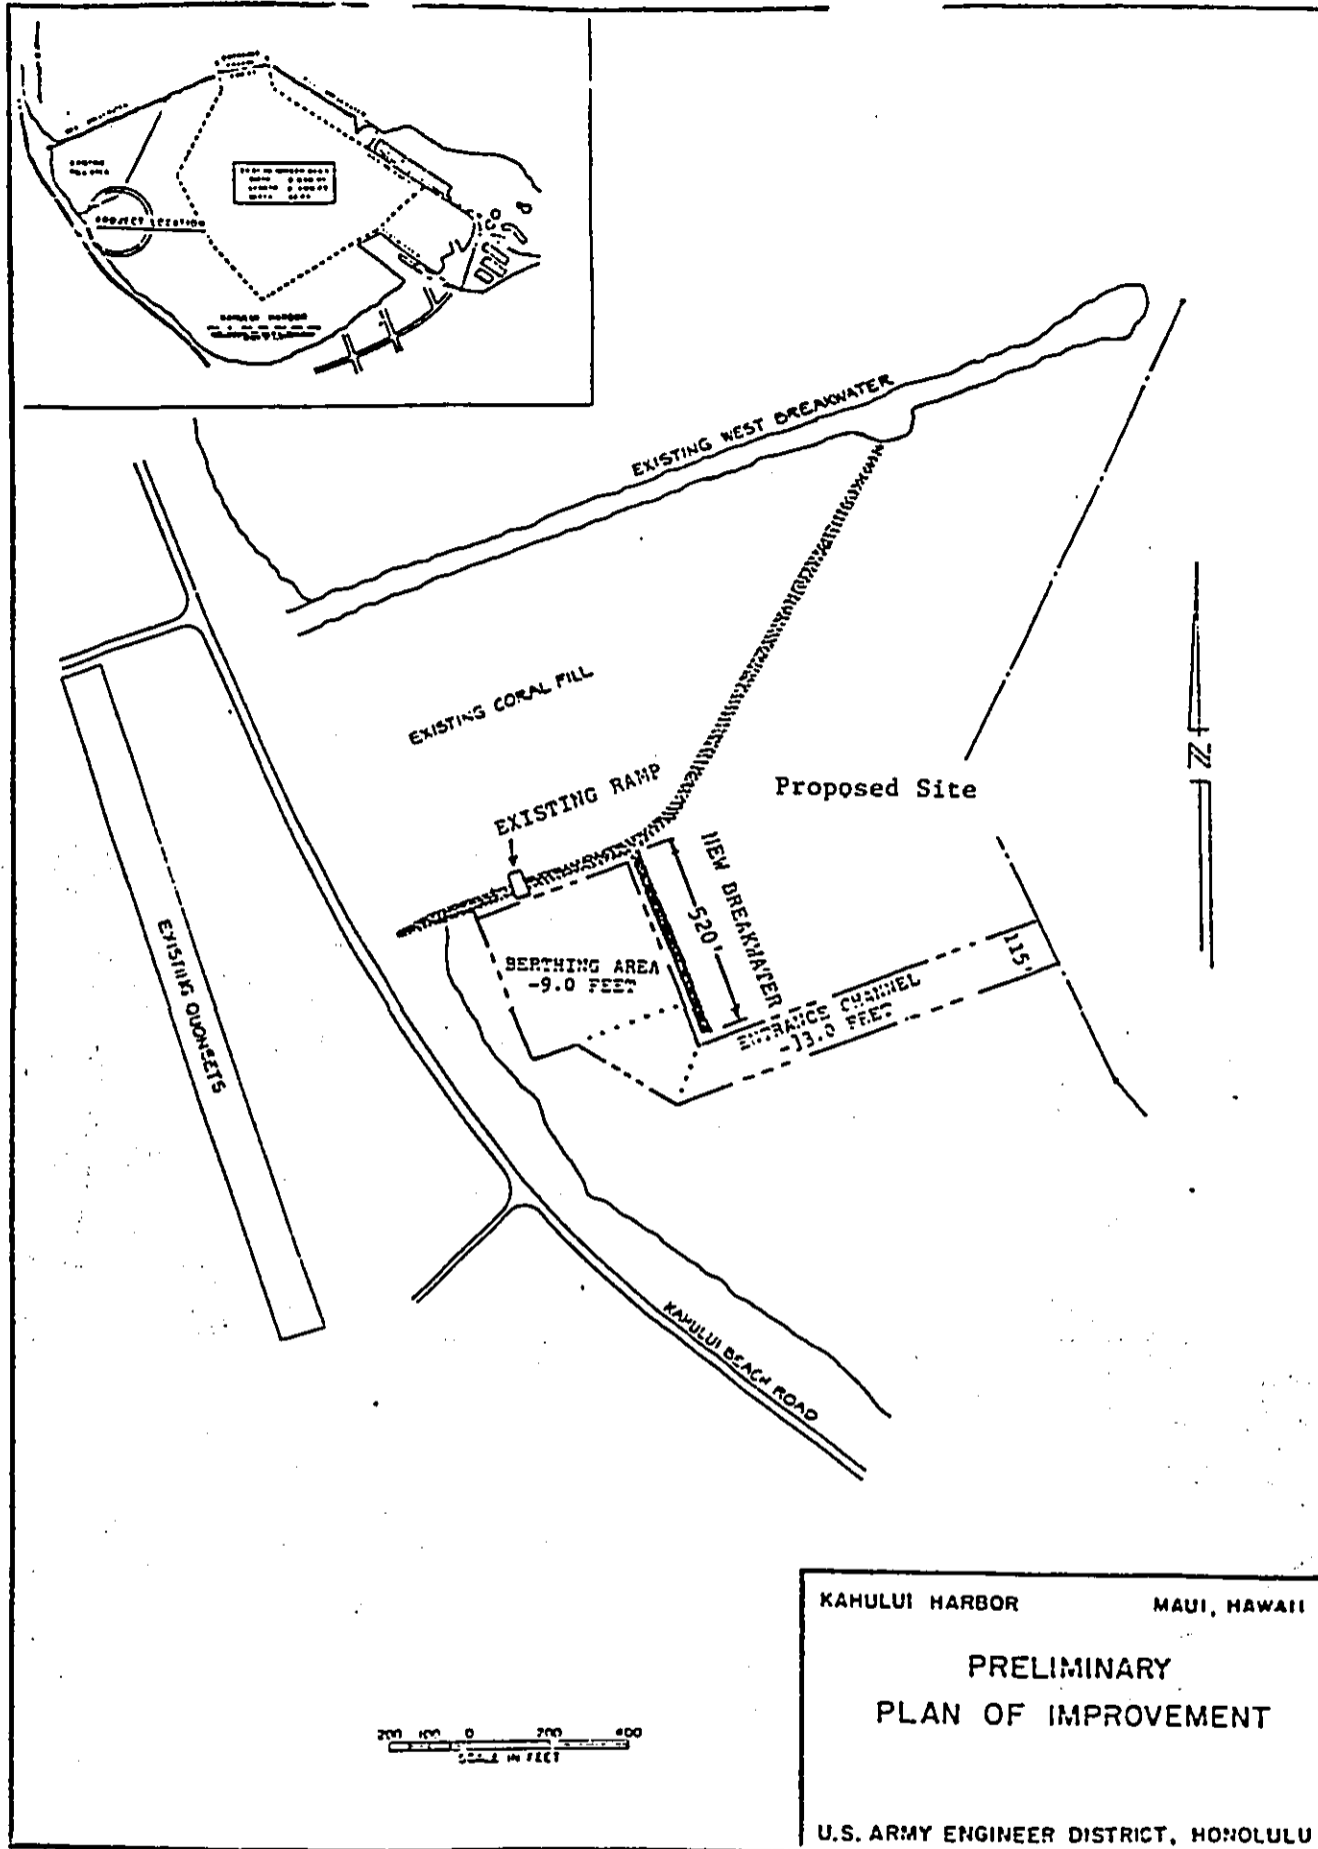 PROJECT LOCATION
EXISTING WEST BREAKWATER
EXISTING CORAL FILL
EXISTING RAMP
Proposed Site
NEW BREAKWATER
520'
BERTHING AREA
-9.0 FEET
115'
ENTRANCE CHANNEL
-13.0 FEET
EXISTING QUONSETS
N
KAHULUI BEACH ROAD
200 100 0 200 400
SCALE IN FEET
KAHULUI HARBOR MAUI, HAWAII
PRELIMINARY
PLAN OF IMPROVEMENT
U.S. ARMY ENGINEER DISTRICT, HONOLULU